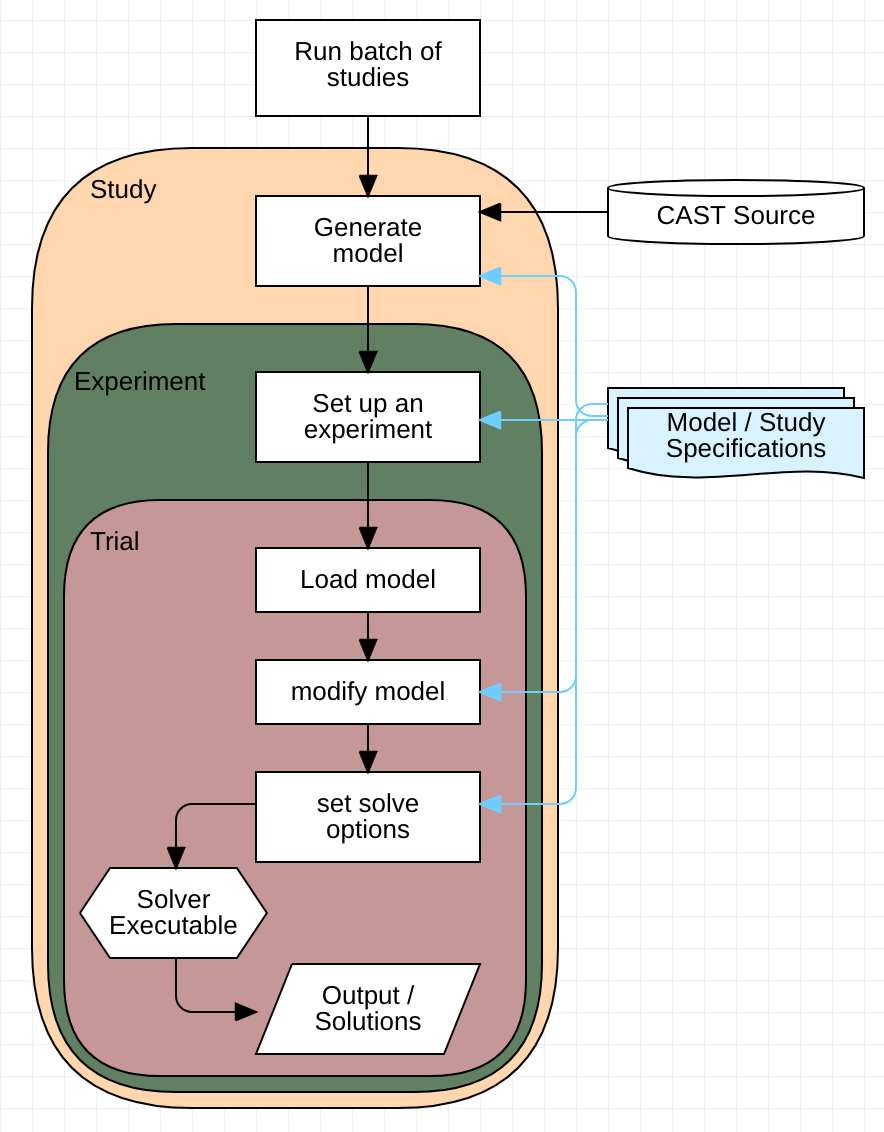 Run batch of
studies
Study
Generate
model
CAST Source
Experiment
Set up an
experiment
Model / Study
Specifications
Trial
Load model
modify model
set solve
options
Solver
Executable
Output /
Solutions